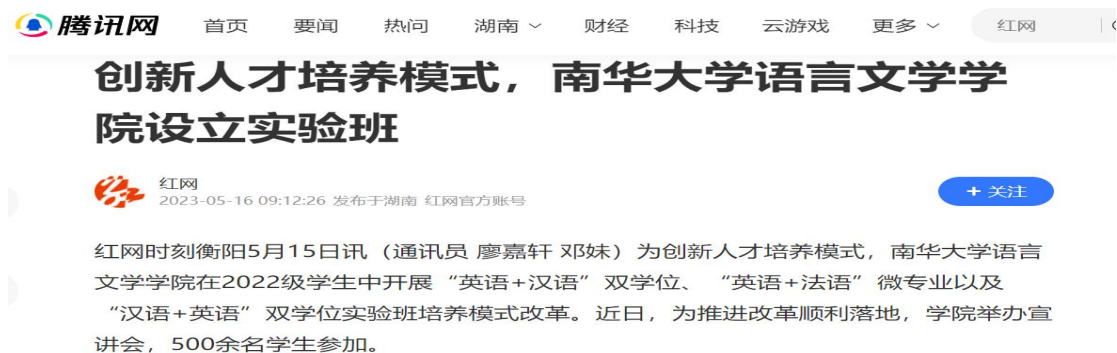 腾讯网 首页 要闻 热问 湖南 财经 科技 云游戏 更多 红网
创新人才培养模式，南华大学语言文学学
院设立实验班
红网
2023-05-16 09:12:26 发布于湖南 红网官方账号
+ 关注
红网时刻衡阳5月15日讯（通讯员 廖嘉轩 邓妹）为创新人才培养模式，南华大学语言
文学学院在2022级学生中开展“英语+汉语”双学位、“英语+法语”微专业以及
“汉语+英语”双学位实验班培养模式改革。近日，为推进改革顺利落地，学院举办宣
讲会，500余名学生参加。